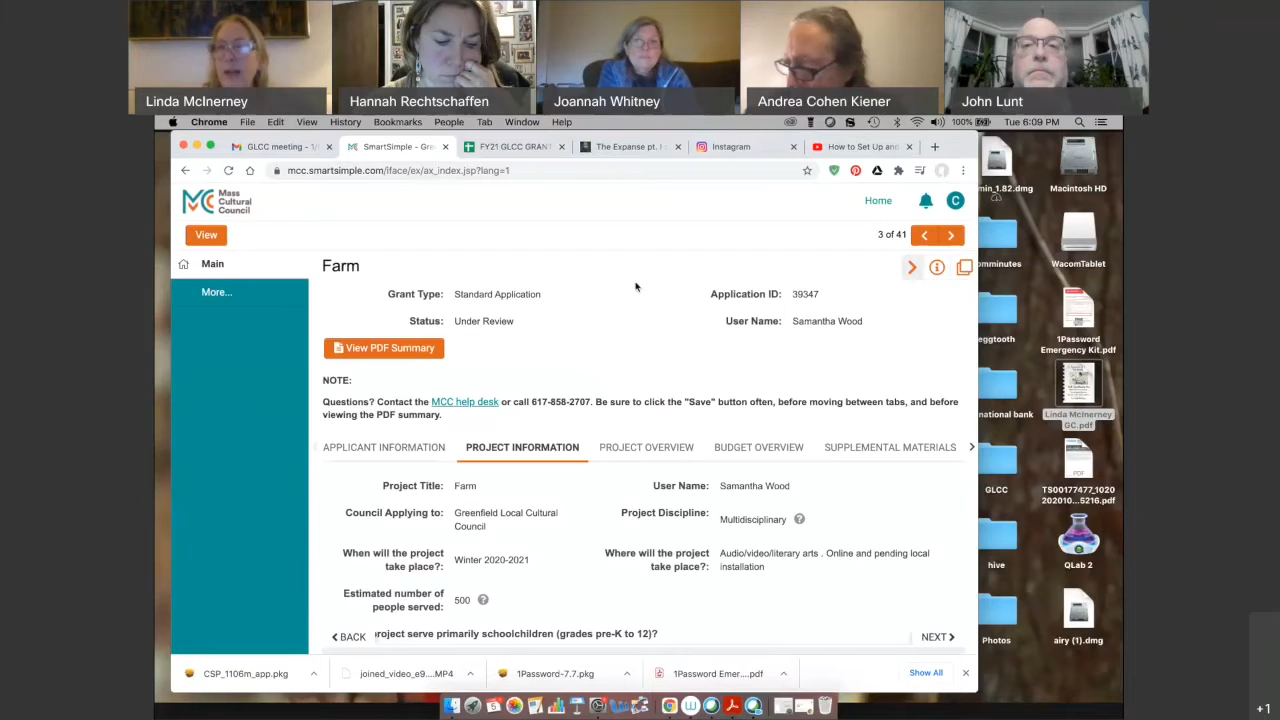 Linda McInerney
Hannah Rechtschaffen
Joannah Whitney
Andrea Cohen Kiener
John Lunt
Chrome File Edit View History Bookmarks People Tab Window Help
100% Tue 6:09 PM
GLCC meeting - 1/
SmartSimple - Gre
FY21 GLCC GRANT
The Expanse pt. I
Instagram
How to Set Up and
mcc.smartsimple.com/iface/ex/ax_index.jsp?lang=1
Mass
Cultural
Council
Home
C
View
3 of 41
Main
More...
Farm
Grant Type: Standard Application
Application ID: 39347
Status: Under Review
User Name: Samantha Wood
View PDF Summary
NOTE:
Questions? Contact the MCC help desk or call 617-858-2707. Be sure to click the "Save" button often, before moving between tabs, and before
viewing the PDF summary.
APPLICANT INFORMATION
PROJECT INFORMATION
PROJECT OVERVIEW
BUDGET OVERVIEW
SUPPLEMENTAL MATERIALS
Project Title: Farm
User Name: Samantha Wood
Council Applying to: Greenfield Local Cultural
Council
Project Discipline: Multidisciplinary
When will the project
take place?: Winter 2020-2021
Where will the project
take place?: Audio/video/literary arts . Online and pending local
installation
Estimated number of
people served: 500
BACK
roject serve primarily schoolchildren (grades pre-K to 12)?
NEXT
CSP_1106m_app.pkg
joined_video_e9....MP4
1Password-7.7.pkg
1Password Emer....pdf
Show All
min_1.82.dmg
Macintosh HD
omminutes
WacomTablet
eggtooth
1Password
Emergency Kit.pdf
national bank
Linda McInerney
GC.pdf
GLCC
PDF
TS00177477_1020
202010...5216.pdf
hive
QLab 2
Photos
airy (1).dmg
+1